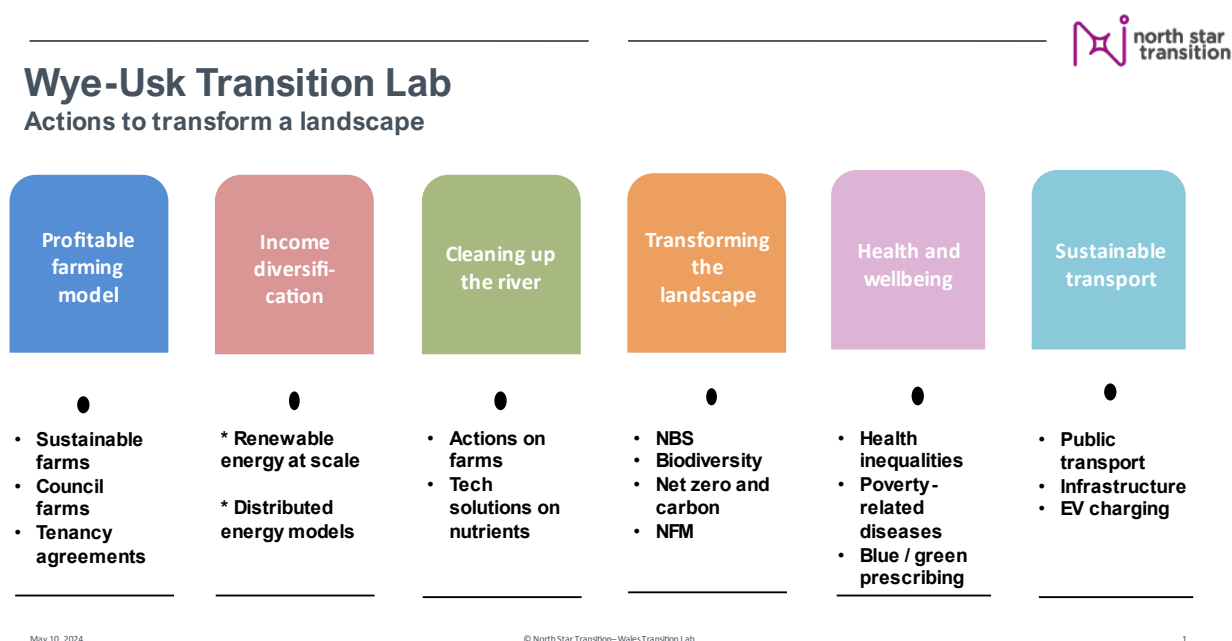 north star
transition
Wye-Usk Transition Lab
Actions to transform a landscape
Profitable
farming
model
Income
diversifi-
cation
Cleaning up
the river
Transforming
the
landscape
Health and
wellbeing
Sustainable
transport
• Sustainable
farms
• Council
farms
• Tenancy
agreements
* Renewable
energy at scale
* Distributed
energy models
• Actions on
farms
• Tech
solutions on
nutrients
• NBS
• Biodiversity
• Net zero and
carbon
• NFM
• Health
inequalities
• Poverty-
related
diseases
• Blue / green
prescribing
• Public
transport
• Infrastructure
• EV charging
May 10, 2024
© North Star Transition– Wales Transition Lab
1